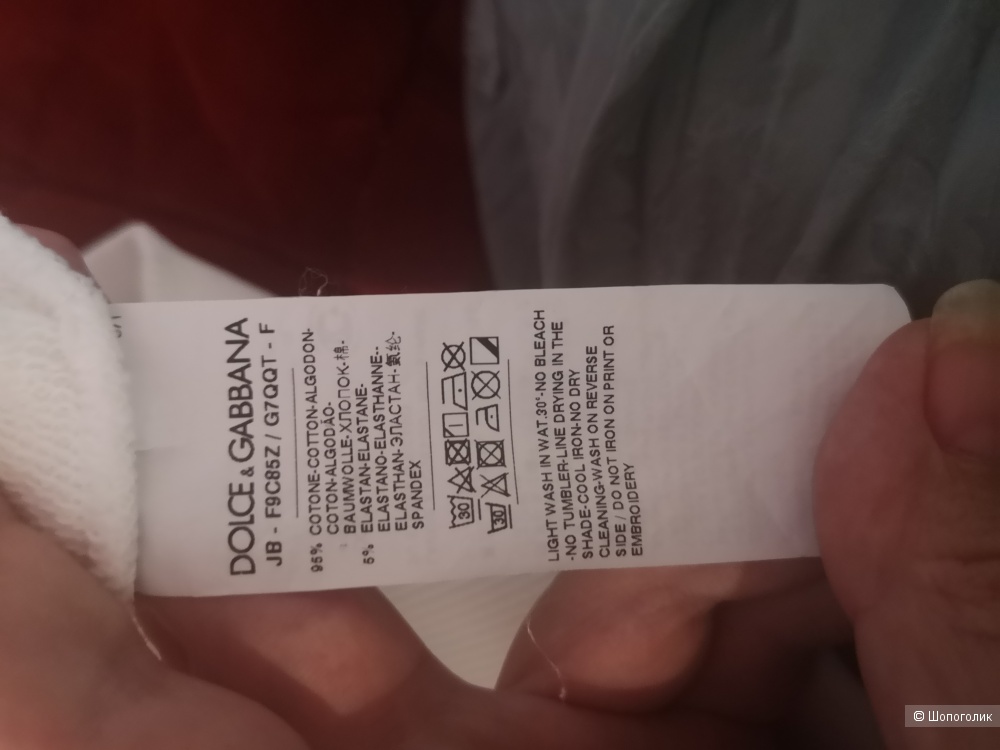 DOLCE & GABBANA
JB - F9C85Z / G7QQT - F
95% COTONE-COTTON-ALGODON-
COTON-ALGODÃO-
BAUMWOLLE-ХЛОПОК-棉-
5% ELASTAN-ELASTANE-
ELASTANO-ELASTHANNE-
ELASTHAN-ЭЛАСТАН-氨纶-
SPANDEX
30
30
LIGHT WASH IN WAT.30°-NO BLEACH
-NO TUMBLER-LINE DRYING IN THE
SHADE-COOL IRON-NO DRY
CLEANING-WASH ON REVERSE
SIDE / DO NOT IRON ON PRINT OR
EMBROIDERY
© Шопоголик